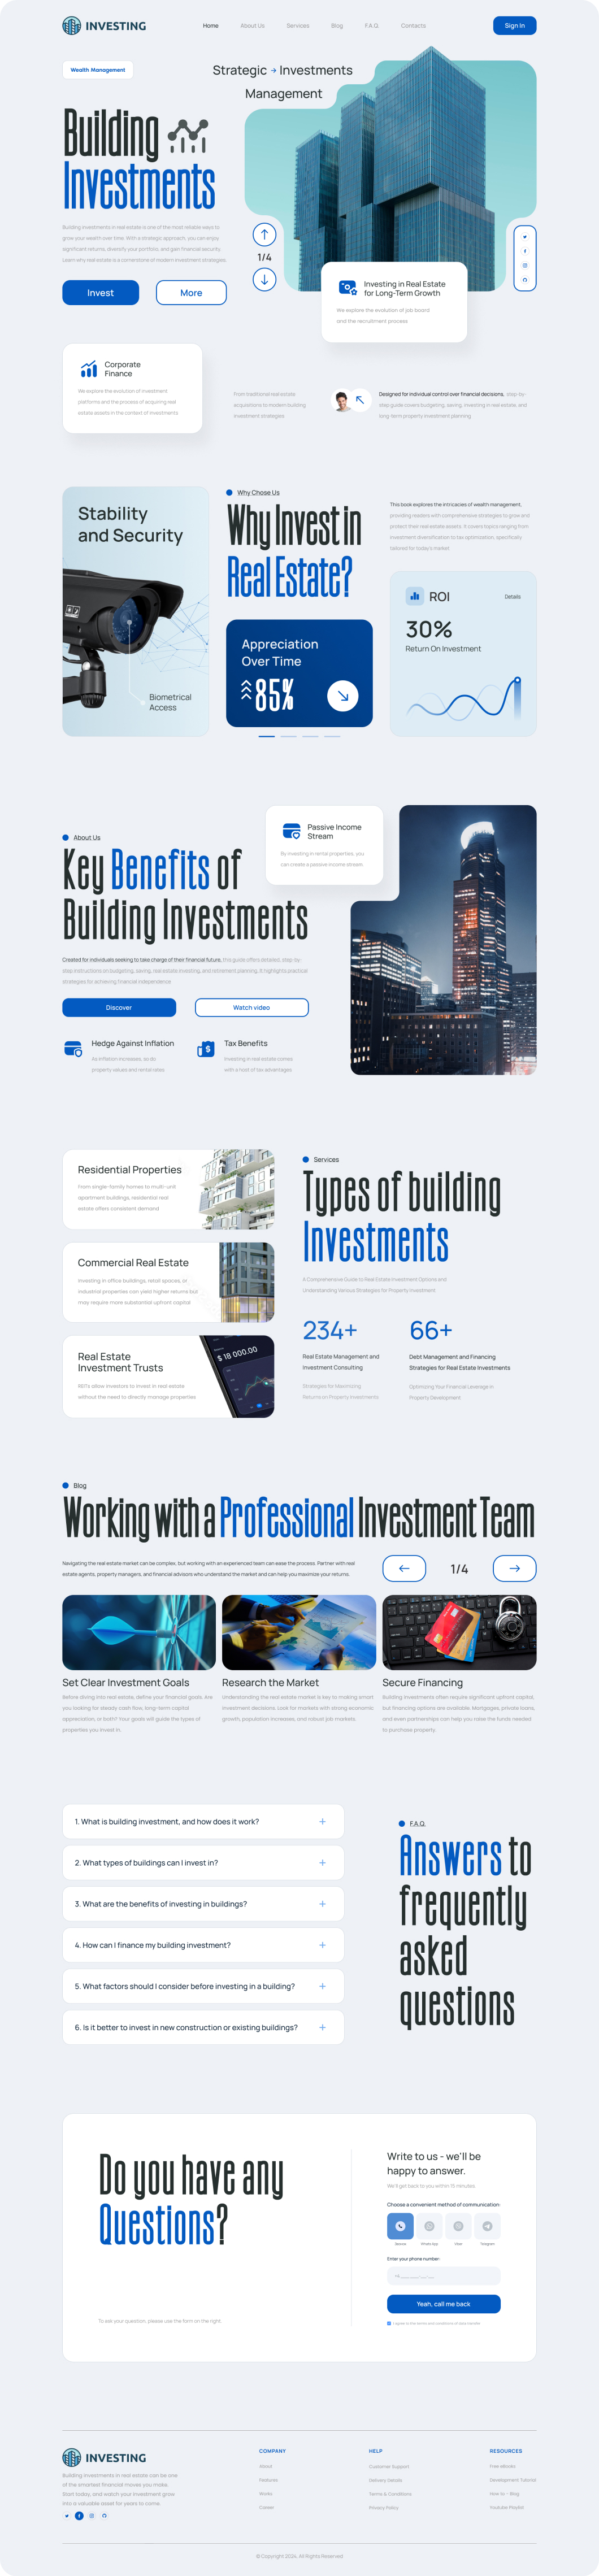 INVESTING
Home
About Us
Services
Blog
F.A.Q.
Contacts
Sign In
Wealth Management
Strategic → Investments
Management
Building
Investments
Building investments in real estate is one of the most reliable ways to
grow your wealth over time. With a strategic approach, you can enjoy
significant returns, diversify your portfolio, and gain financial security.
Learn why real estate is a cornerstone of modern investment strategies.
Invest
More
1/4
Investing in Real Estate
for Long-Term Growth
We explore the evolution of job board
and the recruitment process
Corporate
Finance
We explore the evolution of investment
platforms and the process of acquiring real
estate assets in the context of investments
From traditional real estate
acquisitions to modern building
investment strategies
Designed for individual control over financial decisions, step-by-
step guide covers budgeting, saving, investing in real estate, and
long-term property investment planning
Stability
and Security
Biometrical
Access
Why Chose Us
Why Invest in
Real Estate?
Appreciation
Over Time
85%
This book explores the intricacies of wealth management,
providing readers with comprehensive strategies to grow and
protect their real estate assets. It covers topics ranging from
investment diversification to tax optimization, specifically
tailored for today's market
ROI
Details
30%
Return On Investment
About Us
Key Benefits of
Building Investments
Passive Income
Stream
By investing in rental properties, you
can create a passive income stream
Created for individuals seeking to take charge of their financial future, this guide offers detailed, step-by-
step instructions on budgeting, saving, real estate investing, and retirement planning. It highlights practical
strategies for achieving financial independence
Discover
Watch video
Hedge Against Inflation
As inflation increases, so do
property values and rental rates
Tax Benefits
Investing in real estate comes
with a host of tax advantages
Residential Properties
From single-family homes to multi-unit
apartment buildings, residential real
estate offers consistent demand
Commercial Real Estate
Investing in office buildings, retail spaces, or
industrial properties can yield higher returns but
may require more substantial upfront capital
Real Estate
Investment Trusts
REITs allow investors to invest in real estate
without the need to directly manage properties
$ 18 000.00
Services
Types of building
Investments
A Comprehensive Guide to Real Estate Investment Options and
Understanding Various Strategies for Property Investment
234+
Real Estate Management and
Investment Consulting
Strategies for Maximizing
Returns on Property Investments
66+
Debt Management and Financing
Strategies for Real Estate Investments
Optimizing Your Financial Leverage in
Property Development
Blog
Working with a Professional Investment Team
Navigating the real estate market can be complex, but working with an experienced team can ease the process. Partner with real
estate agents, property managers, and financial advisors who understand the market and can help you maximize your returns.
1/4
Set Clear Investment Goals
Before diving into real estate, define your financial goals. Are
you looking for steady cash flow, long-term capital
appreciation, or both? Your goals will guide the types of
properties you invest in.
Research the Market
Understanding the real estate market is key to making smart
investment decisions. Look for markets with strong economic
growth, population increases, and robust job markets.
Secure Financing
Building investments often require significant upfront capital,
but financing options are available. Mortgages, private loans,
and even partnerships can help you raise the funds needed
to purchase property.
1. What is building investment, and how does it work?
2. What types of buildings can I invest in?
3. What are the benefits of investing in buildings?
4. How can I finance my building investment?
5. What factors should I consider before investing in a building?
6. Is it better to invest in new construction or existing buildings?
F.A.Q.
Answers to
frequently
asked
questions
Do you have any
Questions?
To ask your question, please use the form on the right.
Write to us - we'll be
happy to answer.
We'll get back to you within 15 minutes
Choose a convenient method of communication:
Whats App
Viber
Telegram
Enter your phone number:
Yeah, call me back
INVESTING
Building investments in real estate can be one
of the smartest financial moves you make.
Start today, and watch your investment grow
into a valuable asset for years to come.
COMPANY
About
Features
Works
Career
HELP
Customer Support
Delivery Details
Terms & Conditions
Privacy Policy
RESOURCES
Free eBooks
Development Tutorial
How to - Blog
Youtube Playlist
© Copyright 2024, All Rights Reserved